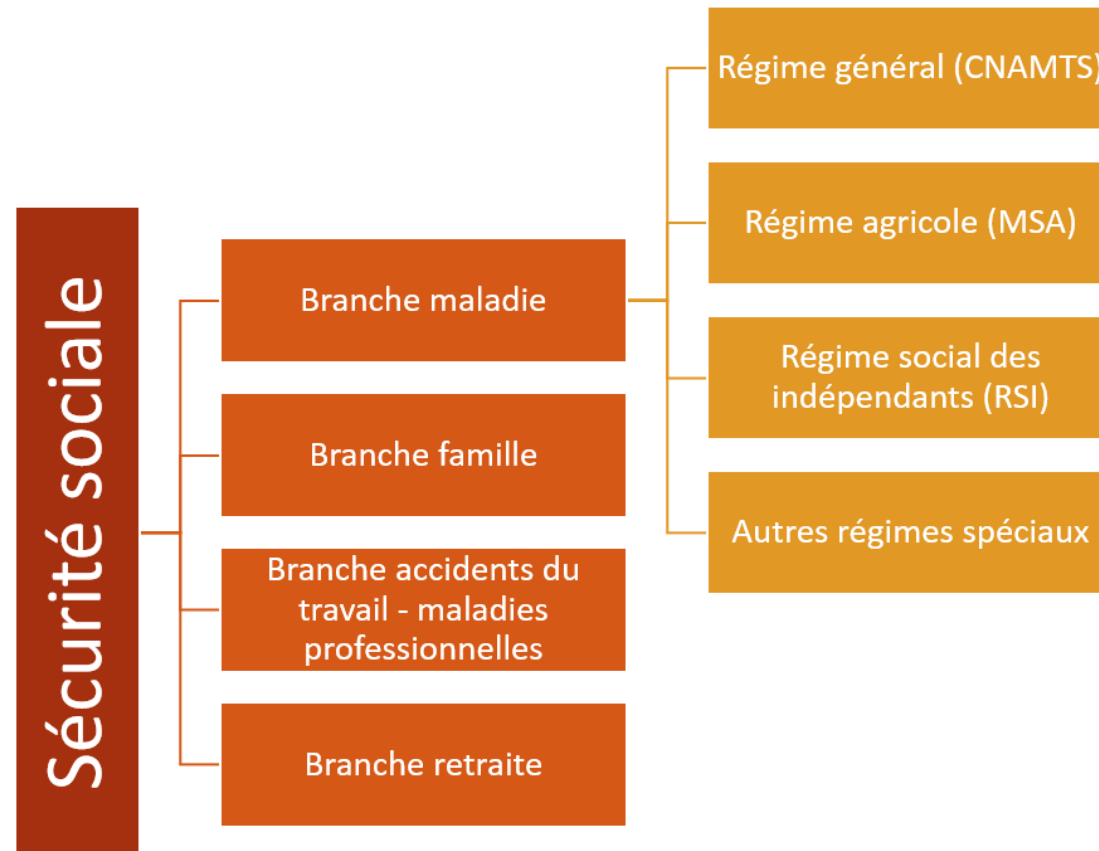 Sécurité sociale
Branche maladie
Branche famille
Branche accidents du
travail - maladies
professionnelles
Branche retraite
Régime général (CNAMTS)
Régime agricole (MSA)
Régime social des
indépendants (RSI)
Autres régimes spéciaux